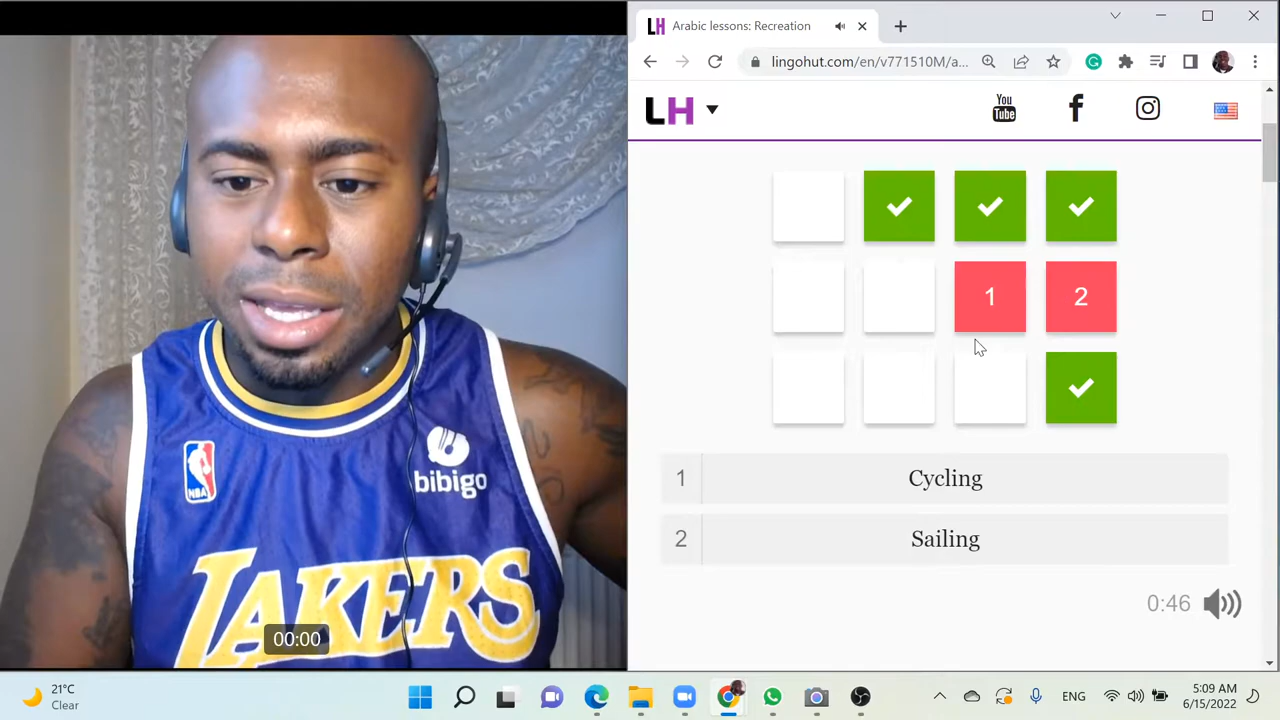 LH Arabic lessons: Recreation
lingohut.com/en/v771510M/a...
LH
You
Tube
1
2
1 Cycling
2 Sailing
0:46
NBA
bibigo
LAKERS
00:00
21°C
Clear
ENG
5:09 AM
6/15/2022